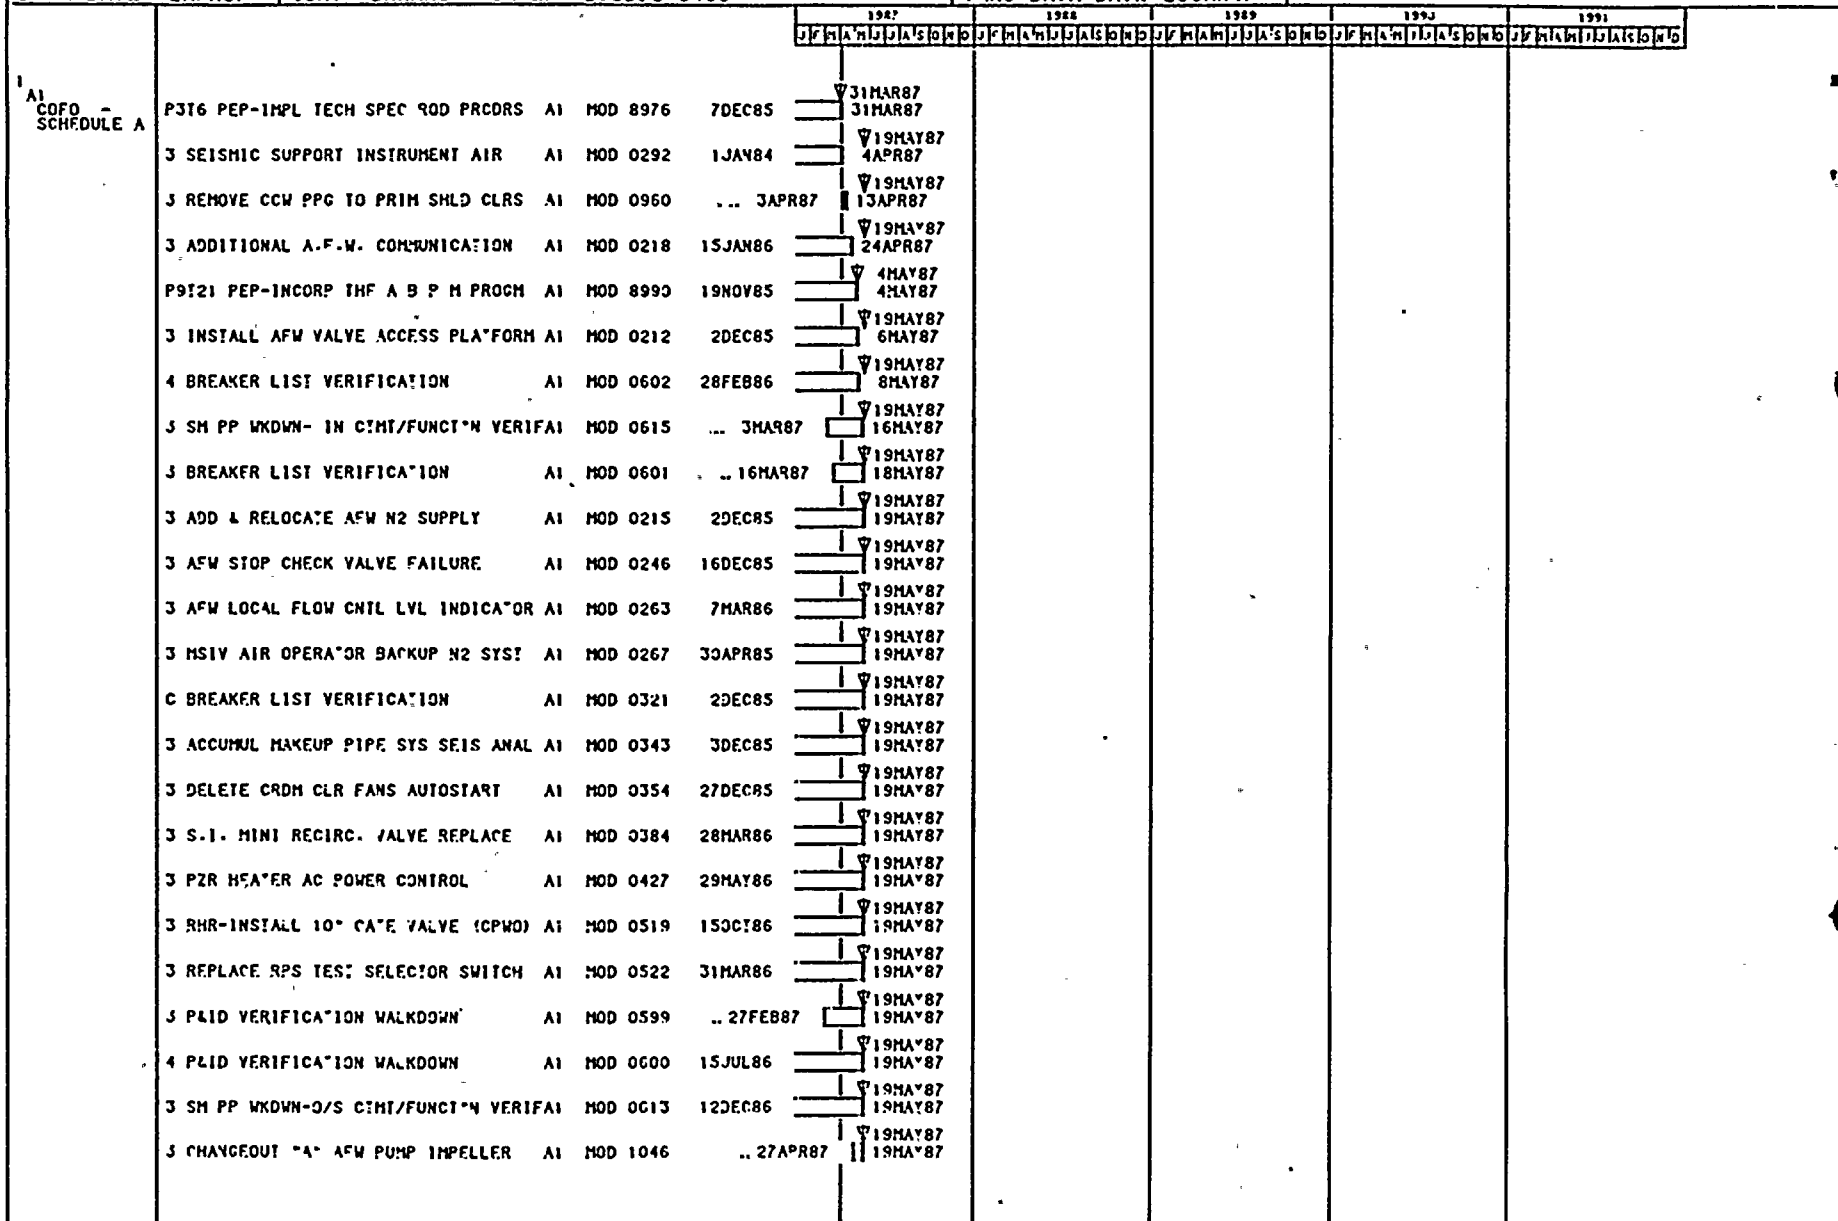 1987 1988 1989 1990 1991
J F M A M J J A S O N D J F M A M J J A S O N D J F M A M J J A S O N D J F M A M J J A S O N D J F M A M J J A S O N D
1
A1
COFO -
SCHEDULE A
31MAR87
P3T6 PEP-IMPL TECH SPEC ROD PRCDRS A1 MOD 8976 7DEC85 31MAR87
19MAY87
3 SEISMIC SUPPORT INSTRUMENT AIR A1 MOD 0292 1JAN84 4APR87
19MAY87
3 REMOVE CCW PPG TO PRIM SHLD CLRS A1 MOD 0960 ... 3APR87 13APR87
19MAY87
3 ADDITIONAL A.F.W. COMMUNICATION A1 MOD 0218 15JAN86 24APR87
4MAY87
P9T21 PEP-INCORP THE A B P M PROGM A1 MOD 8990 19NOV85 4MAY87
19MAY87
3 INSTALL AFW VALVE ACCESS PLATFORM A1 MOD 0212 2DEC85 6MAY87
19MAY87
4 BREAKER LIST VERIFICATION A1 MOD 0602 28FEB86 8MAY87
19MAY87
3 SM PP WKDWN- IN CTMT/FUNCT'N VERIFA1 MOD 0615 ... 3MAR87 16MAY87
19MAY87
3 BREAKER LIST VERIFICATION A1 MOD 0601 .. 16MAR87 18MAY87
19MAY87
3 ADD & RELOCATE AFW N2 SUPPLY A1 MOD 0215 2DEC85 19MAY87
19MAY87
3 AFW STOP CHECK VALVE FAILURE A1 MOD 0246 16DEC85 19MAY87
19MAY87
3 AFW LOCAL FLOW CNTL LVL INDICATOR A1 MOD 0263 7MAR86 19MAY87
19MAY87
3 MSIV AIR OPERATOR BACKUP N2 SYST A1 MOD 0267 30APR85 19MAY87
19MAY87
C BREAKER LIST VERIFICATION A1 MOD 0321 2DEC85 19MAY87
19MAY87
3 ACCUMUL MAKEUP PIPE SYS SEIS ANAL A1 MOD 0343 3DEC85 19MAY87
19MAY87
3 DELETE CRDM CLR FANS AUTOSTART A1 MOD 0354 27DEC85 19MAY87
19MAY87
3 S.I. MINI RECIRC. VALVE REPLACE A1 MOD 0384 28MAR86 19MAY87
19MAY87
3 PZR HEATER AC POWER CONTROL A1 MOD 0427 29MAY86 19MAY87
19MAY87
3 RHR-INSTALL 10" GATE VALVE (CPWO) A1 MOD 0519 15OCT86 19MAY87
19MAY87
3 REPLACE RPS TEST SELECTOR SWITCH A1 MOD 0522 31MAR86 19MAY87
19MAY87
3 P&ID VERIFICATION WALKDOWN A1 MOD 0599 .. 27FEB87 19MAY87
19MAY87
4 P&ID VERIFICATION WALKDOWN A1 MOD 0600 15JUL86 19MAY87
19MAY87
3 SM PP WKDWN-O/S CTMT/FUNCT'N VERIFA1 MOD 0613 12DEC86 19MAY87
19MAY87
3 CHANGEOUT "A" AFW PUMP IMPELLER A1 MOD 1046 .. 27APR87 19MAY87